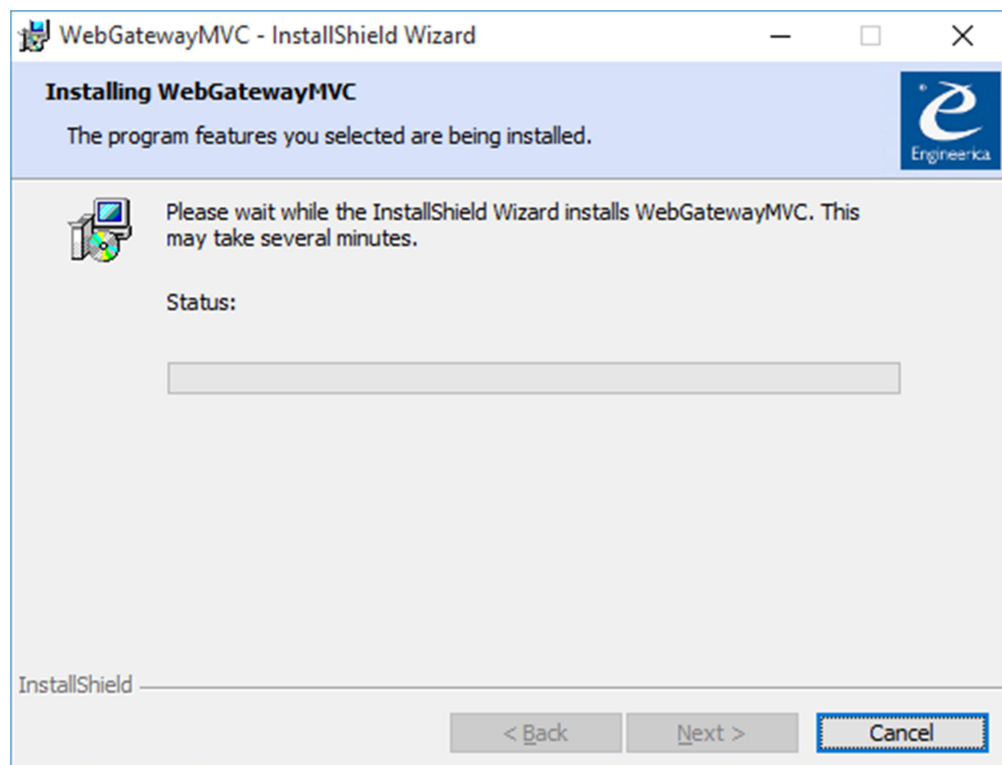 WebGatewayMVC - InstallShield Wizard
Installing WebGatewayMVC
The program features you selected are being installed.
Engineerica
Please wait while the InstallShield Wizard installs WebGatewayMVC. This
may take several minutes.
Status:
InstallShield
< Back
Next >
Cancel